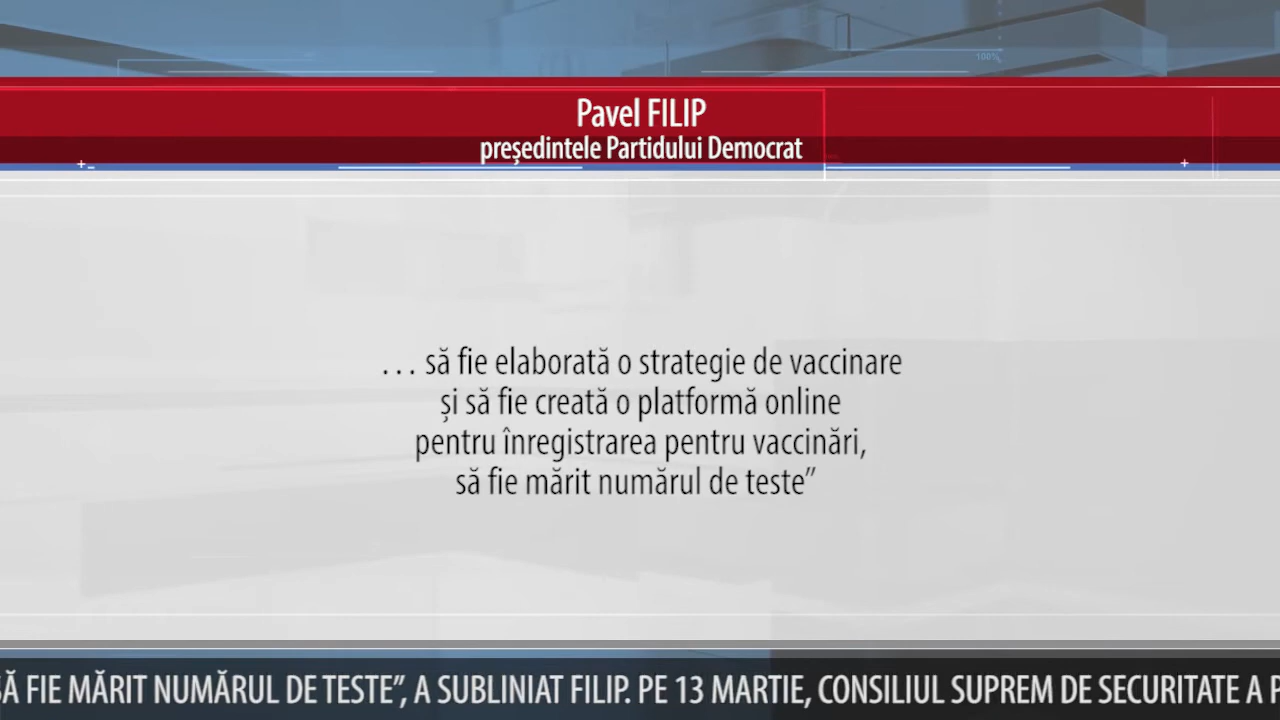 100%
Pavel FILIP
președintele Partidului Democrat
... să fie elaborată o strategie de vaccinare
și să fie creată o platformă online
pentru înregistrarea pentru vaccinări,
să fie mărit numărul de teste”
SĂ FIE MĂRIT NUMĂRUL DE TESTE”, A SUBLINIAT FILIP. PE 13 MARTIE, CONSILIUL SUPREM DE SECURITATE A